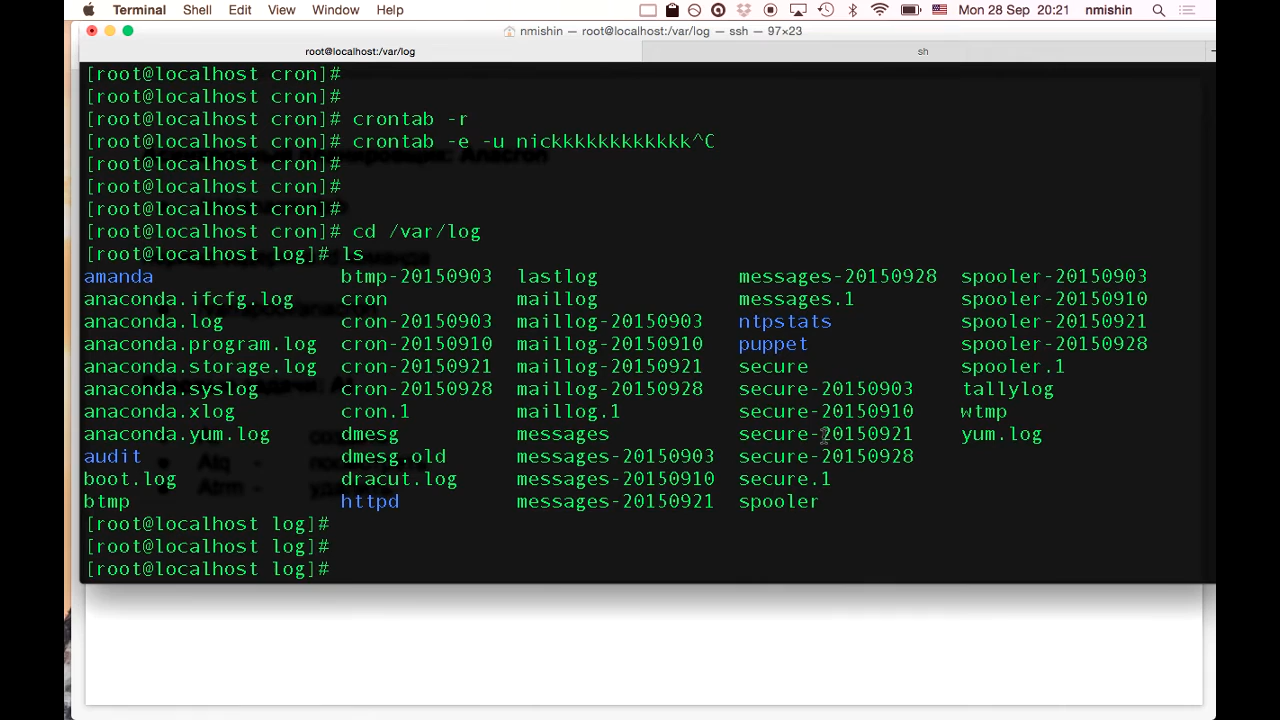 Terminal Shell Edit View Window Help Mon 28 Sep 20:21 nmishin
nmishin — root@localhost:/var/log — ssh — 97×23
root@localhost:/var/log sh
[root@localhost cron]#
[root@localhost cron]#
[root@localhost cron]# crontab -r
[root@localhost cron]# crontab -e -u nickkkkkkkkkkkk^C
[root@localhost cron]#
[root@localhost cron]#
[root@localhost cron]#
[root@localhost cron]# cd /var/log
[root@localhost log]# ls
amanda btmp-20150903 lastlog messages-20150928 spooler-20150903
anaconda.ifcfg.log cron maillog messages.1 spooler-20150910
anaconda.log cron-20150903 maillog-20150903 ntpstats spooler-20150921
anaconda.program.log cron-20150910 maillog-20150910 puppet spooler-20150928
anaconda.storage.log cron-20150921 maillog-20150921 secure spooler.1
anaconda.syslog cron-20150928 maillog-20150928 secure-20150903 tallylog
anaconda.xlog cron.1 maillog.1 secure-20150910 wtmp
anaconda.yum.log dmesg messages secure-20150921 yum.log
audit dmesg.old messages-20150903 secure-20150928
boot.log dracut.log messages-20150910 secure.1
btmp httpd messages-20150921 spooler
[root@localhost log]#
[root@localhost log]#
[root@localhost log]#